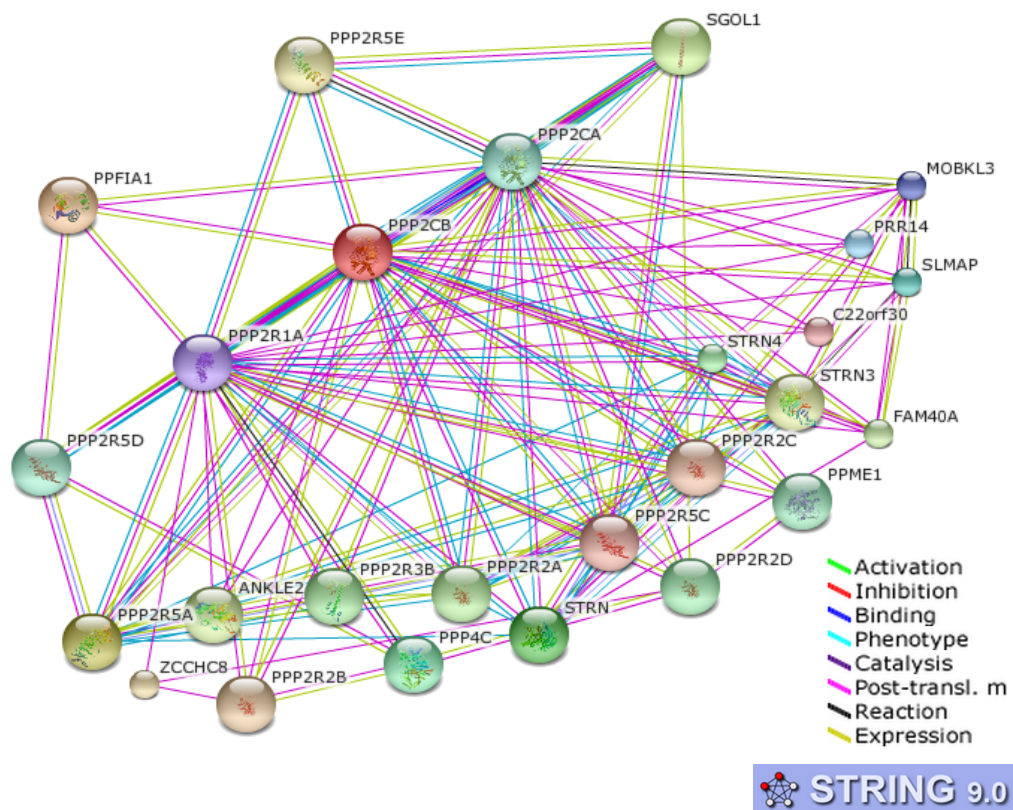 SGOL1
PPP2R5E
PPP2CA
MOBKL3
PPFIA1
PPP2CB
PRR14
SLMAP
C22orf30
PPP2R1A
STRN4
STRN3
FAM40A
PPP2R5D
PPP2R2C
PPME1
PPP2R5C
PPP2R3B
PPP2R2A
PPP2R2D
ANKLE2
PPP2R5A
STRN
PPP4C
ZCCHC8
PPP2R2B
Activation
Inhibition
Binding
Phenotype
Catalysis
Post-transl. m
Reaction
Expression
STRING 9.0